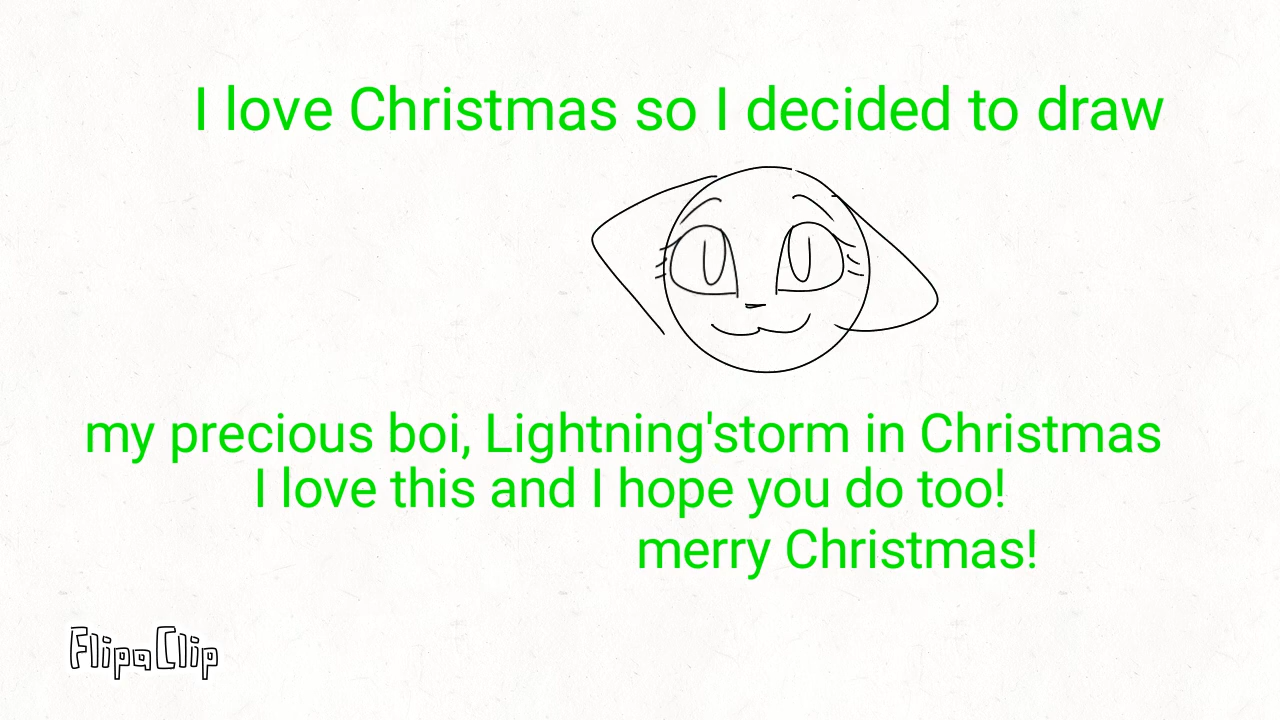 I love Christmas so I decided to draw
my precious boi, Lightning'storm in Christmas
I love this and I hope you do too!
merry Christmas!
FlipaClip